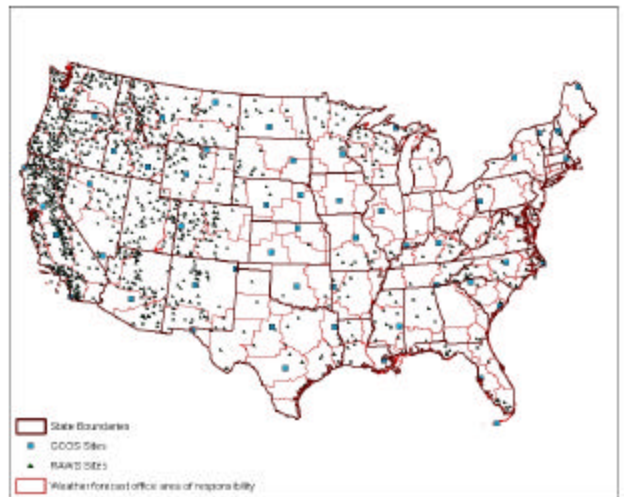 State Boundaries
GCOS Sites
RAWS Sites
Weather forecast office area of responsibility